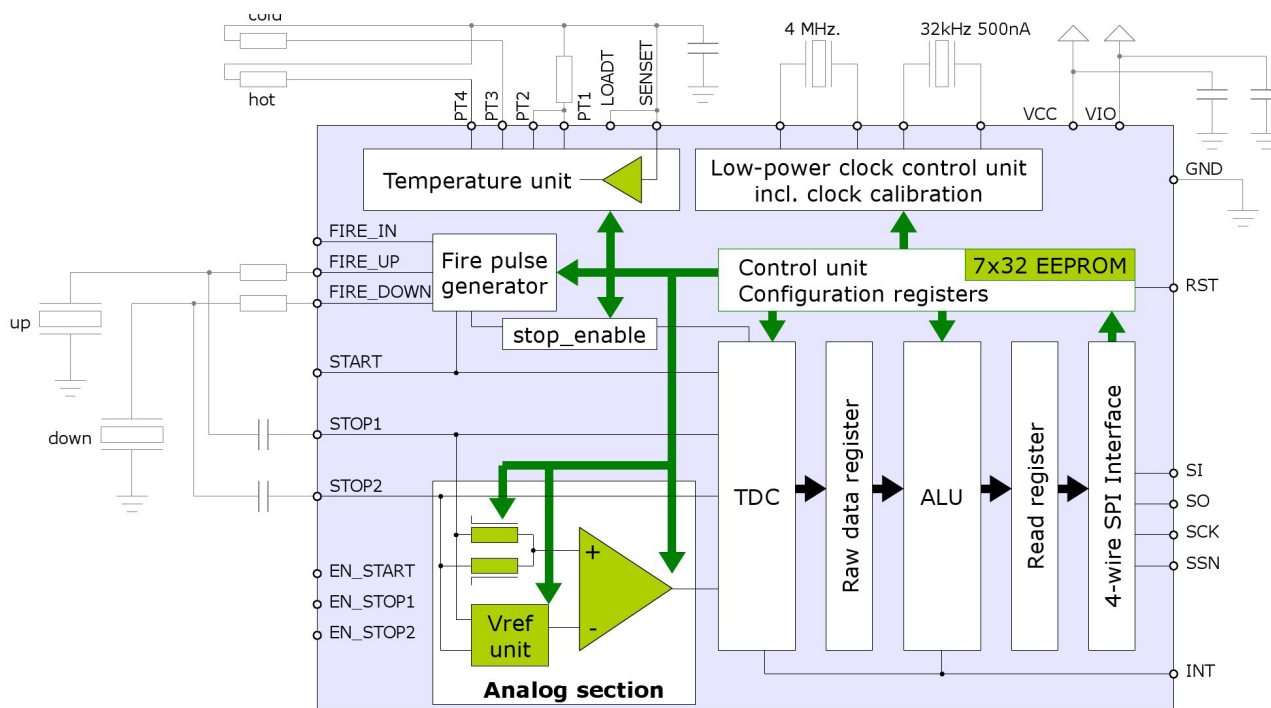 cold
4 MHz.
32kHz 500nA
hot
PT4
PT3
PT2
PT1
LOADT
SENSET
VCC
VIO
GND
Temperature unit
Low-power clock control unit
incl. clock calibration
FIRE_IN
FIRE_UP
FIRE_DOWN
Fire pulse
generator
Control unit
Configuration registers
7x32 EEPROM
RST
up
stop_enable
START
down
STOP1
STOP2
TDC
Raw data register
ALU
Read register
4-wire SPI Interface
SI
SO
SCK
SSN
EN_START
EN_STOP1
EN_STOP2
+
-
Vref
unit
Analog section
INT